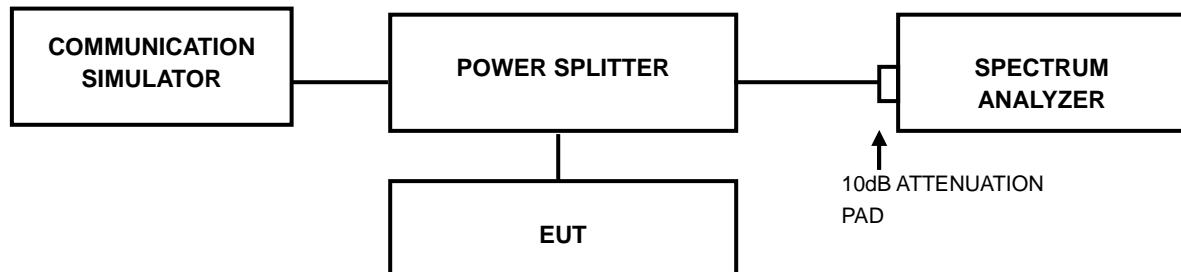 COMMUNICATION
SIMULATOR
POWER SPLITTER
SPECTRUM
ANALYZER
10dB ATTENUATION
PAD
EUT